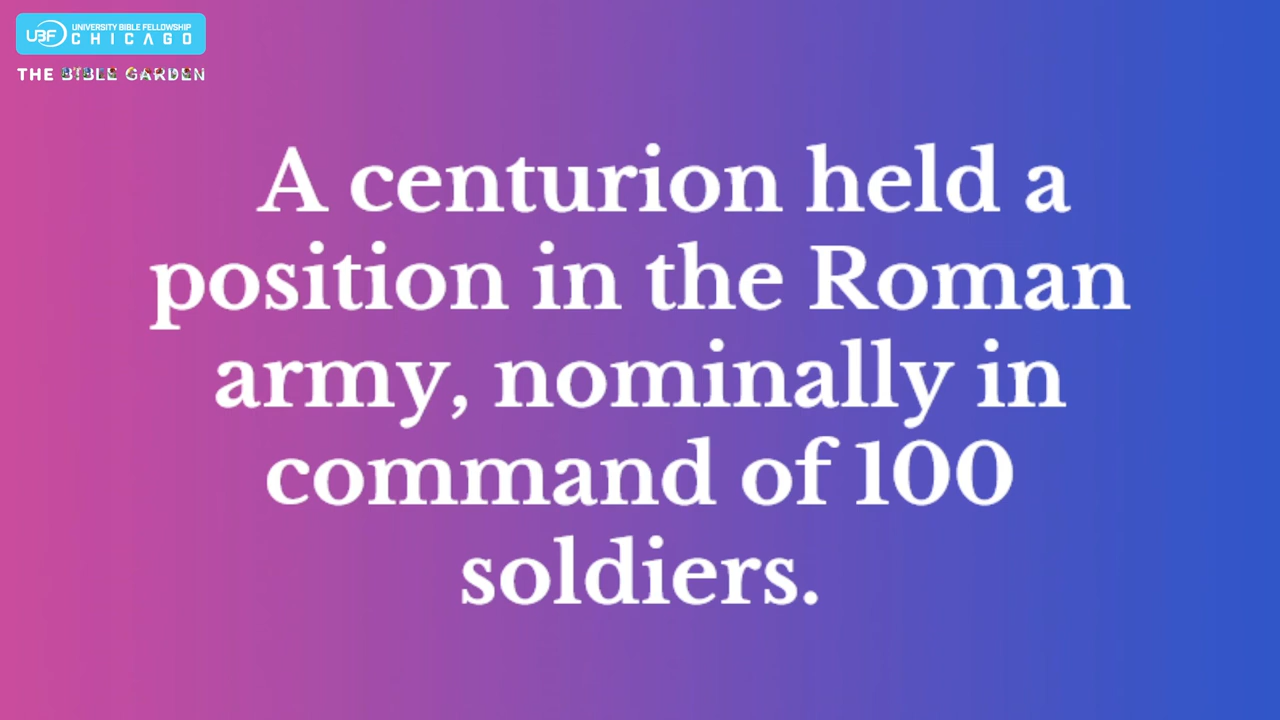 UBF UNIVERSITY BIBLE FELLOWSHIP
CHICAGO
THE BIBLE GARDEN
A centurion held a
position in the Roman
army, nominally in
command of 100
soldiers.